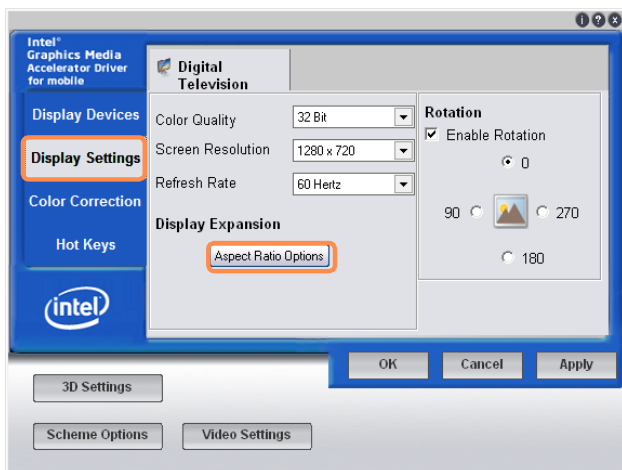 Intel®
Graphics Media
Accelerator Driver
for mobile
Display Devices
Display Settings
Color Correction
Hot Keys
intel
Digital
Television
Color Quality
32 Bit
Screen Resolution
1280 x 720
Refresh Rate
60 Hertz
Display Expansion
Aspect Ratio Options
Rotation
Enable Rotation
0
90
270
180
OK
Cancel
Apply
3D Settings
Scheme Options
Video Settings